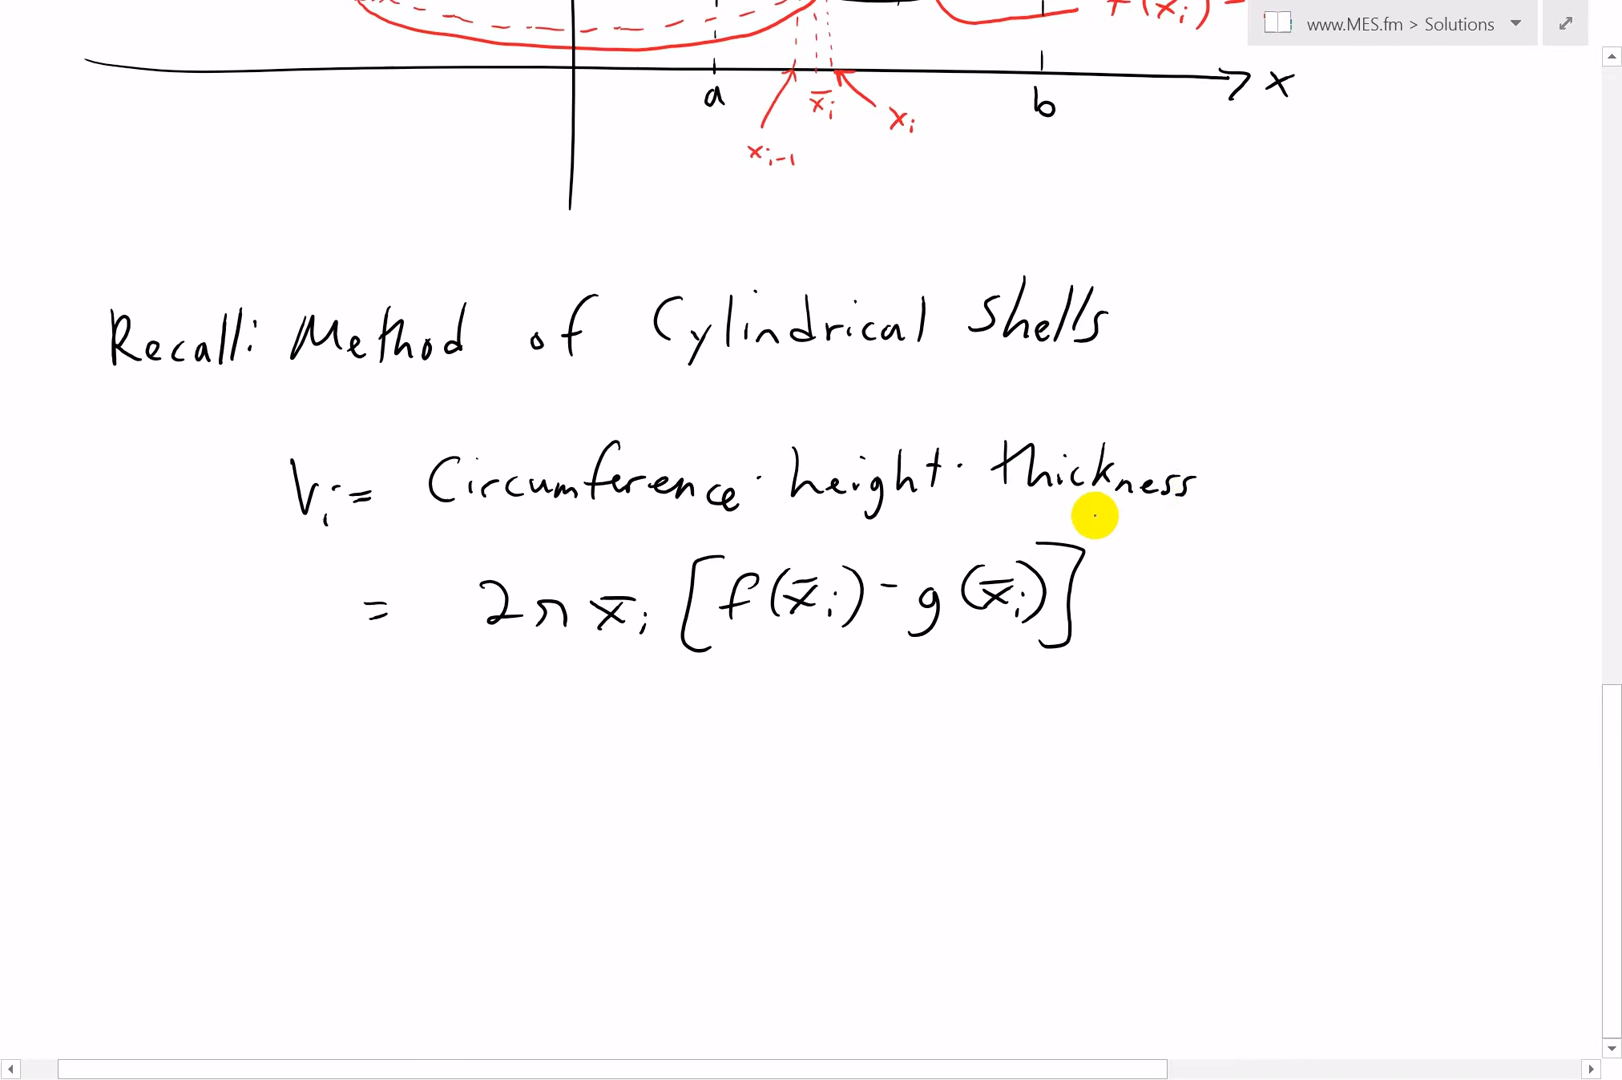 f(x̄ᵢ) -
www.MES.fm > Solutions
x
a
x̄ᵢ
xᵢ
b
xᵢ₋₁
Recall: Method of Cylindrical Shells
Vᵢ = Circumference · height · thickness
= 2π x̄ᵢ [f(x̄ᵢ) - g(x̄ᵢ)]